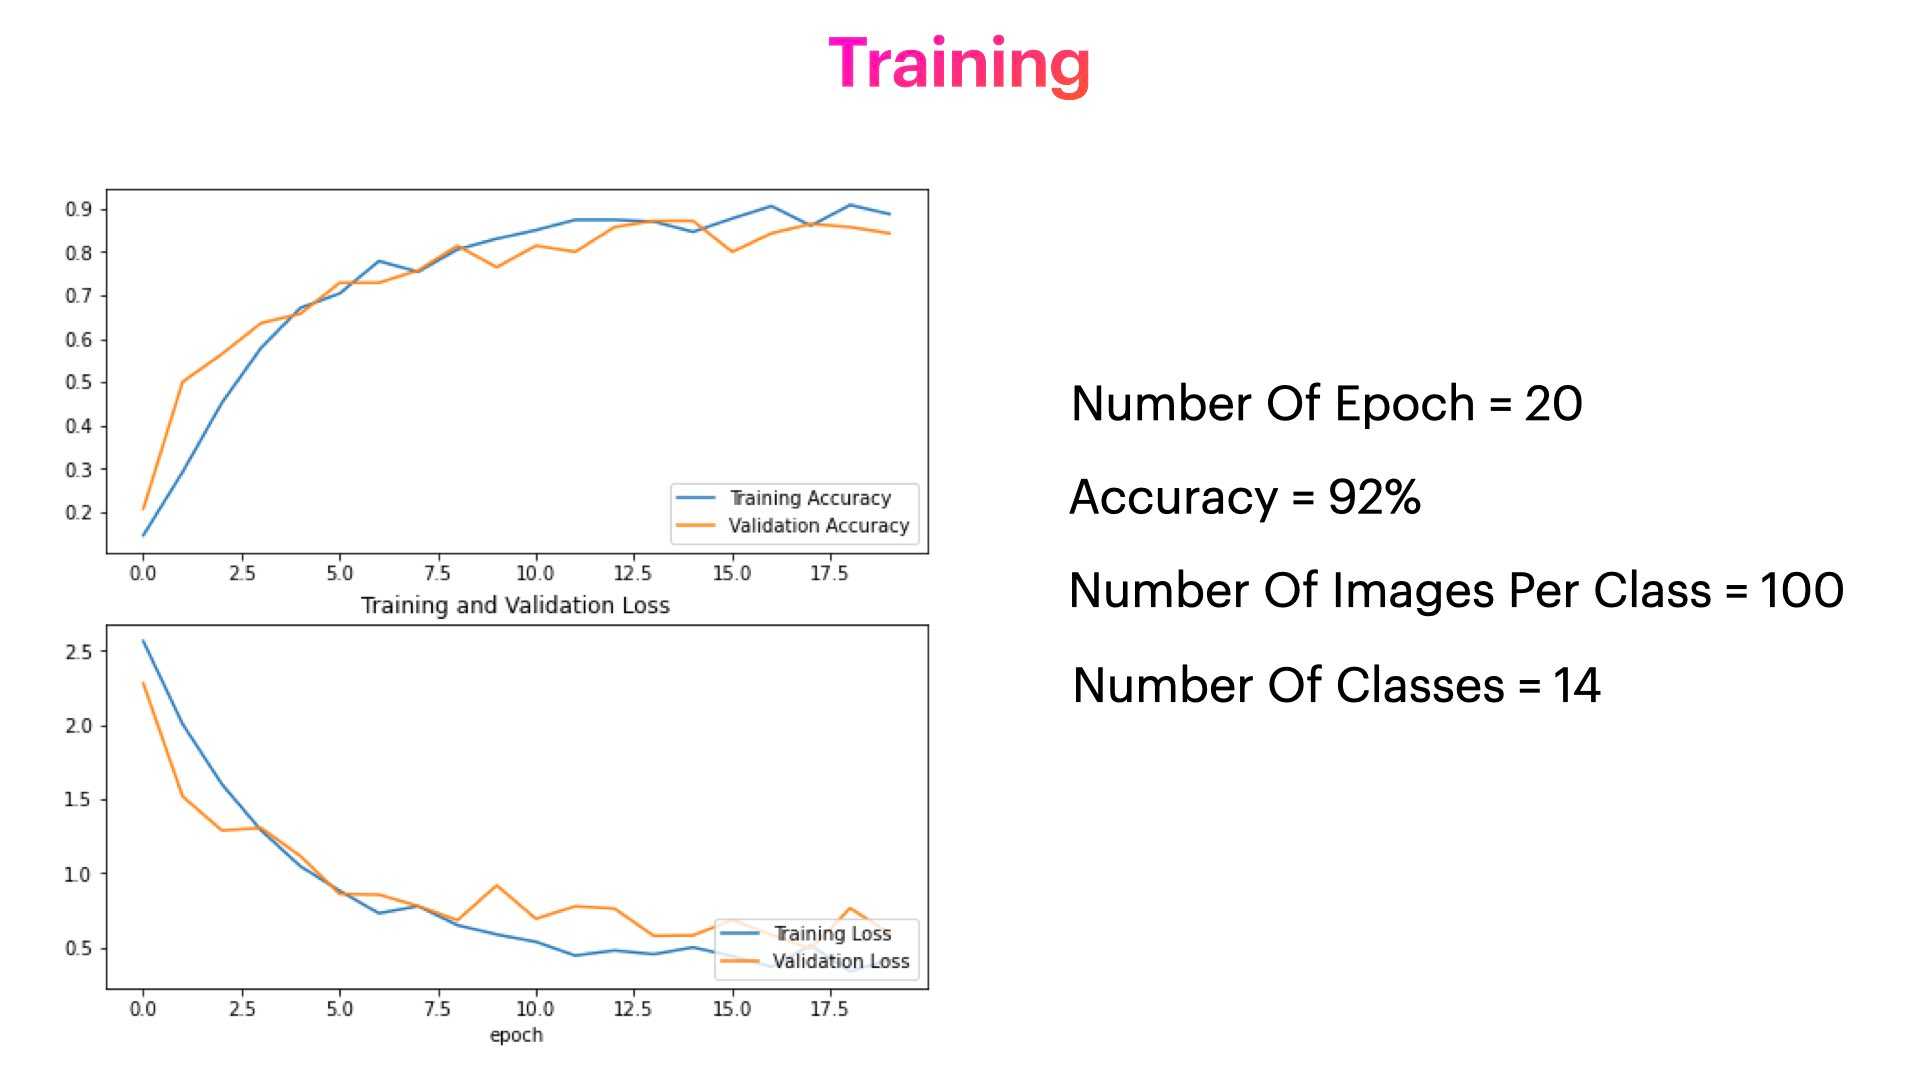 Training
0.9
0.8
0.7
0.6
0.5
0.4
0.3
0.2
Training Accuracy
Validation Accuracy
0.0 2.5 5.0 7.5 10.0 12.5 15.0 17.5
Training and Validation Loss
2.5
2.0
1.5
1.0
0.5
Training Loss
Validation Loss
0.0 2.5 5.0 7.5 10.0 12.5 15.0 17.5
epoch
Number Of Epoch = 20
Accuracy = 92%
Number Of Images Per Class = 100
Number Of Classes = 14